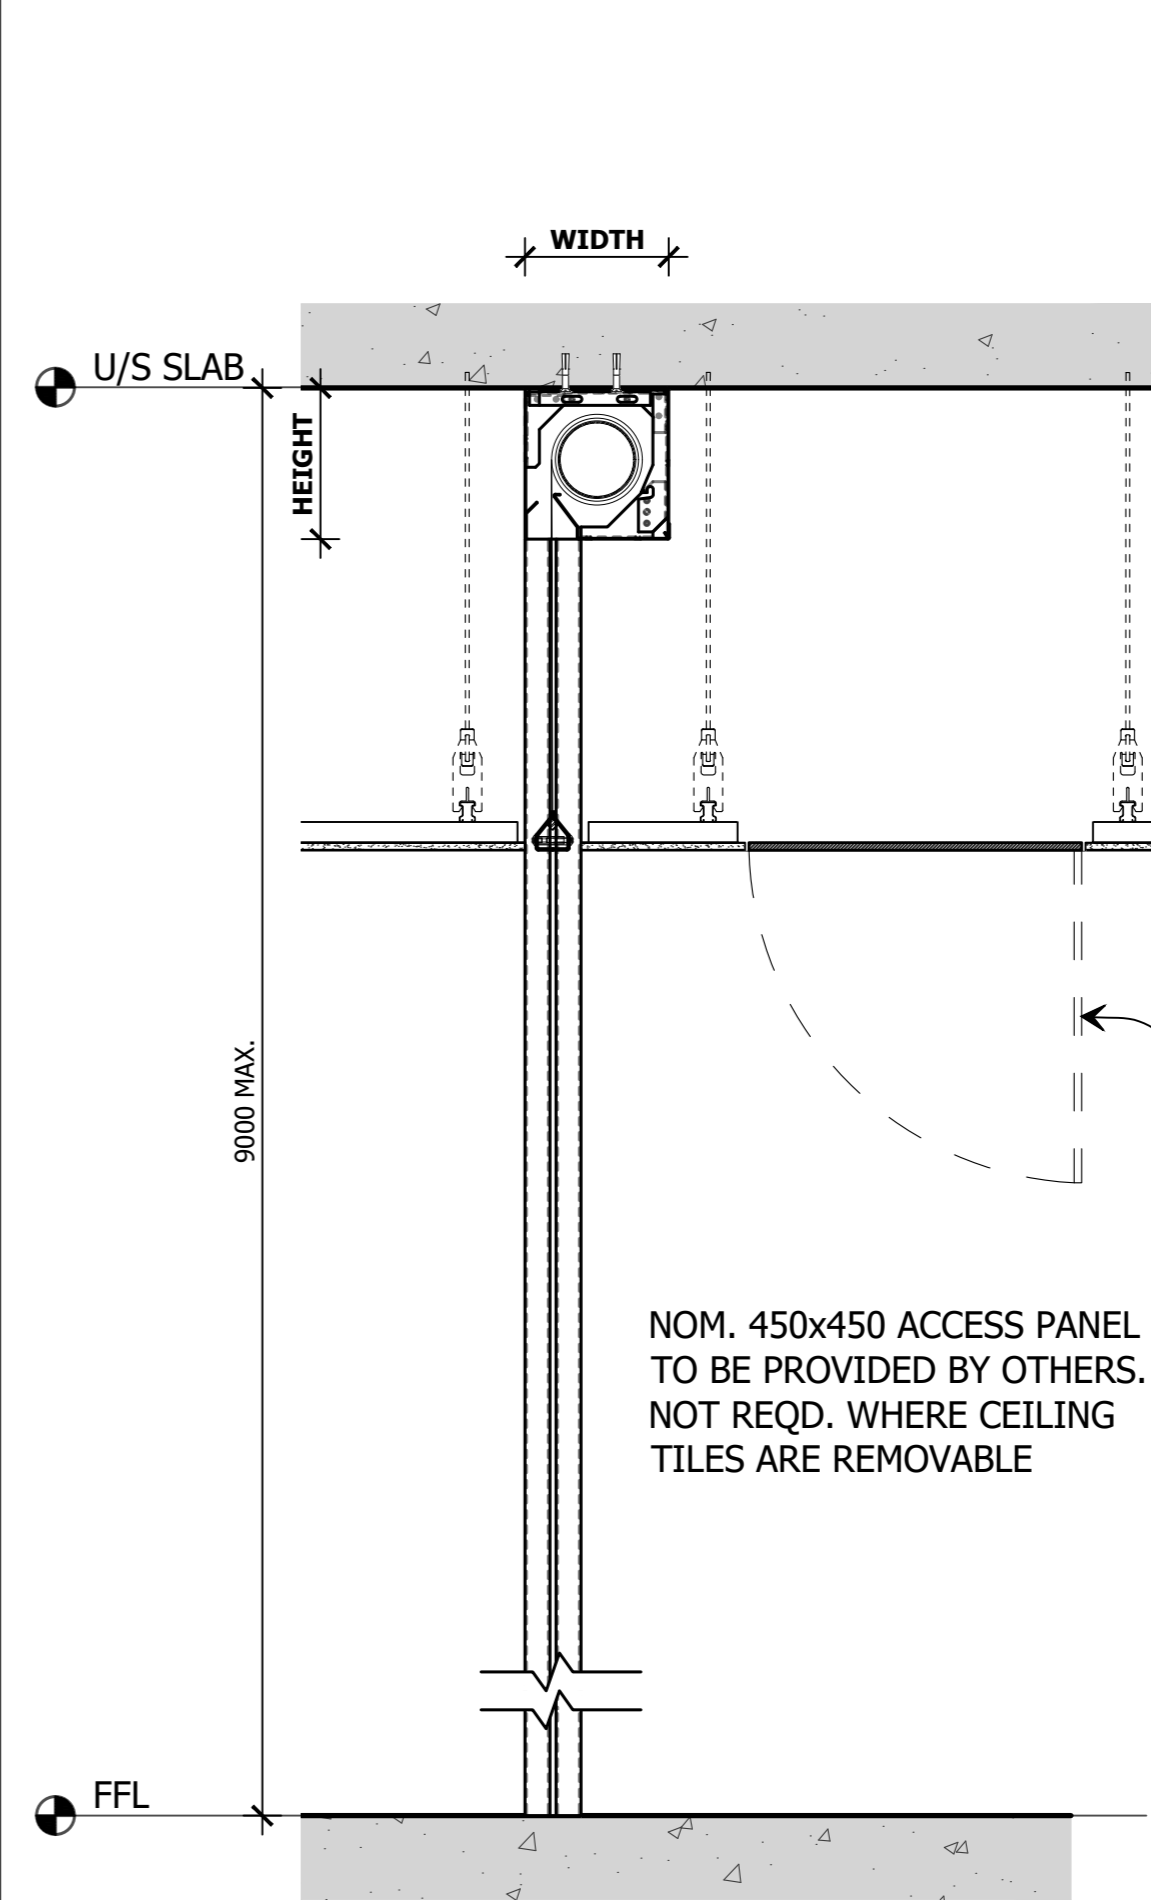 WIDTH
U/S SLAB
HEIGHT
9000 MAX.
NOM. 450x450 ACCESS PANEL
TO BE PROVIDED BY OTHERS.
NOT REQD. WHERE CEILING
TILES ARE REMOVABLE
FFL